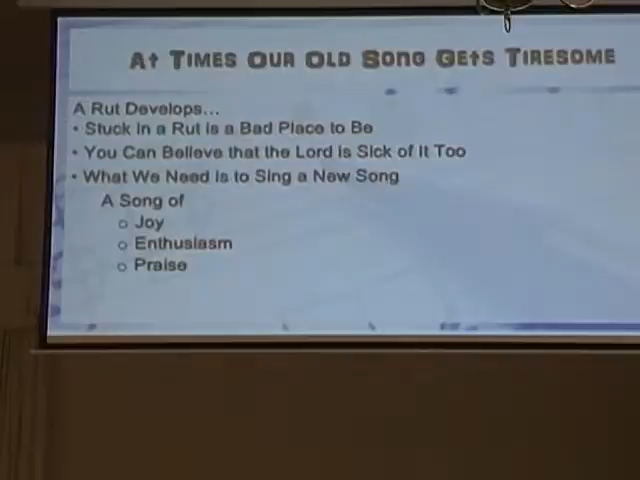 At Times Our Old Song Gets Tiresome
A Rut Develops...
• Stuck in a Rut is a Bad Place to Be
• You Can Believe that the Lord is Sick of It Too
• What We Need is to Sing a New Song
A Song of
o Joy
o Enthusiasm
o Praise